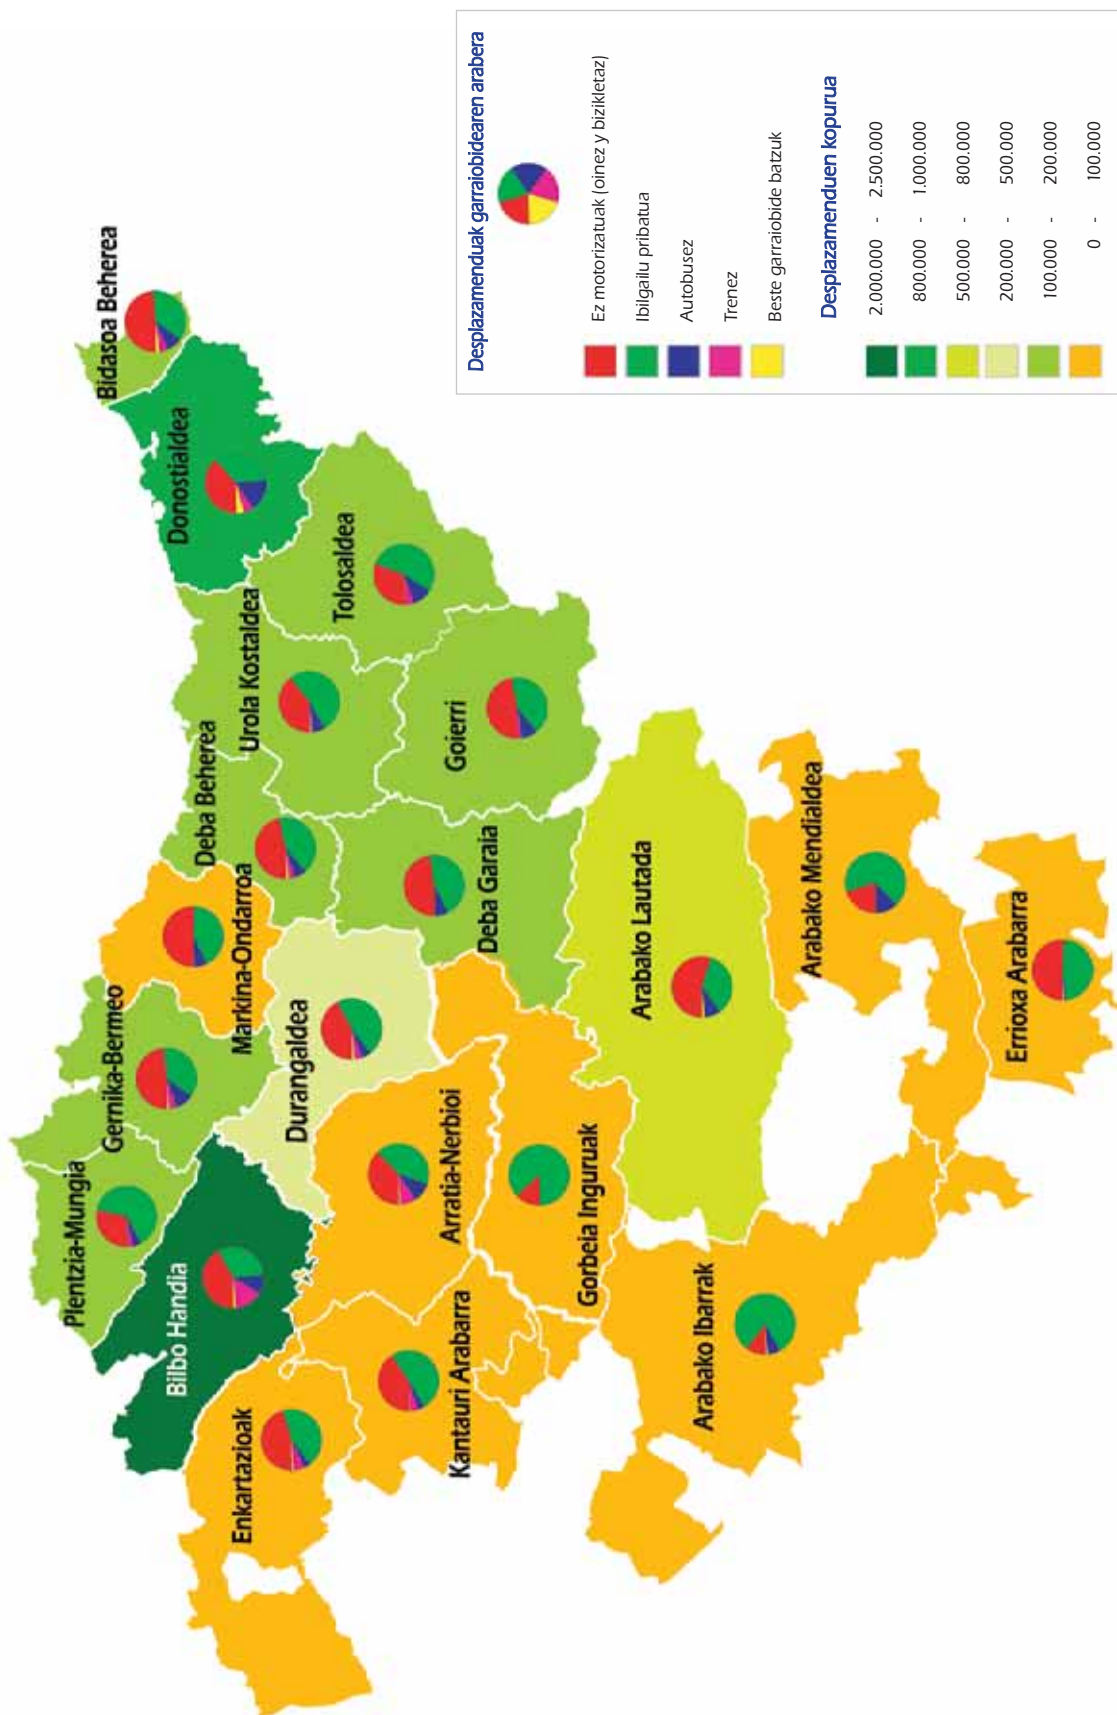 Bidasoa Beherea
Donostialdea
Tolosaldea
Urola Kostaldea
Goierri
Deba Beherea
Deba Garaia
Markina-Ondarroa
Gernika-Bermeo
Durangaldea
Plentzia-Mungia
Bilbo Handia
Arratia-Nerbioi
Gorbeia Inguruak
Kantauri Arabarra
Enkartazioak
Arabako Lautada
Arabako Mendialdea
Errioxa Arabarra
Arabako Ibarrak
Desplazamenduak garraiobidearen arabera
Ez motorizatuak (oinez y bizikletaz)
Ibilgailu pribatua
Autobusez
Trenez
Beste garraiobide batzuk
Desplazamenduen kopurua
2.000.000 - 2.500.000
800.000 - 1.000.000
500.000 - 800.000
200.000 - 500.000
100.000 - 200.000
0 - 100.000